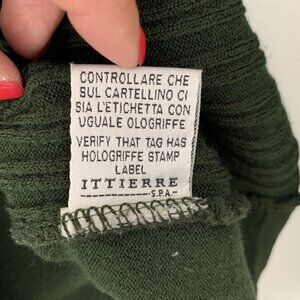 CONTROLLARE CHE
SUL CARTELLINO CI
SIA L'ETICHETTA CON
UGUALE OLOGRIFFE
VERIFY THAT TAG HAS
HOLOGRIFFE STAMP
LABEL
ITTIERRE
S.P.A.-